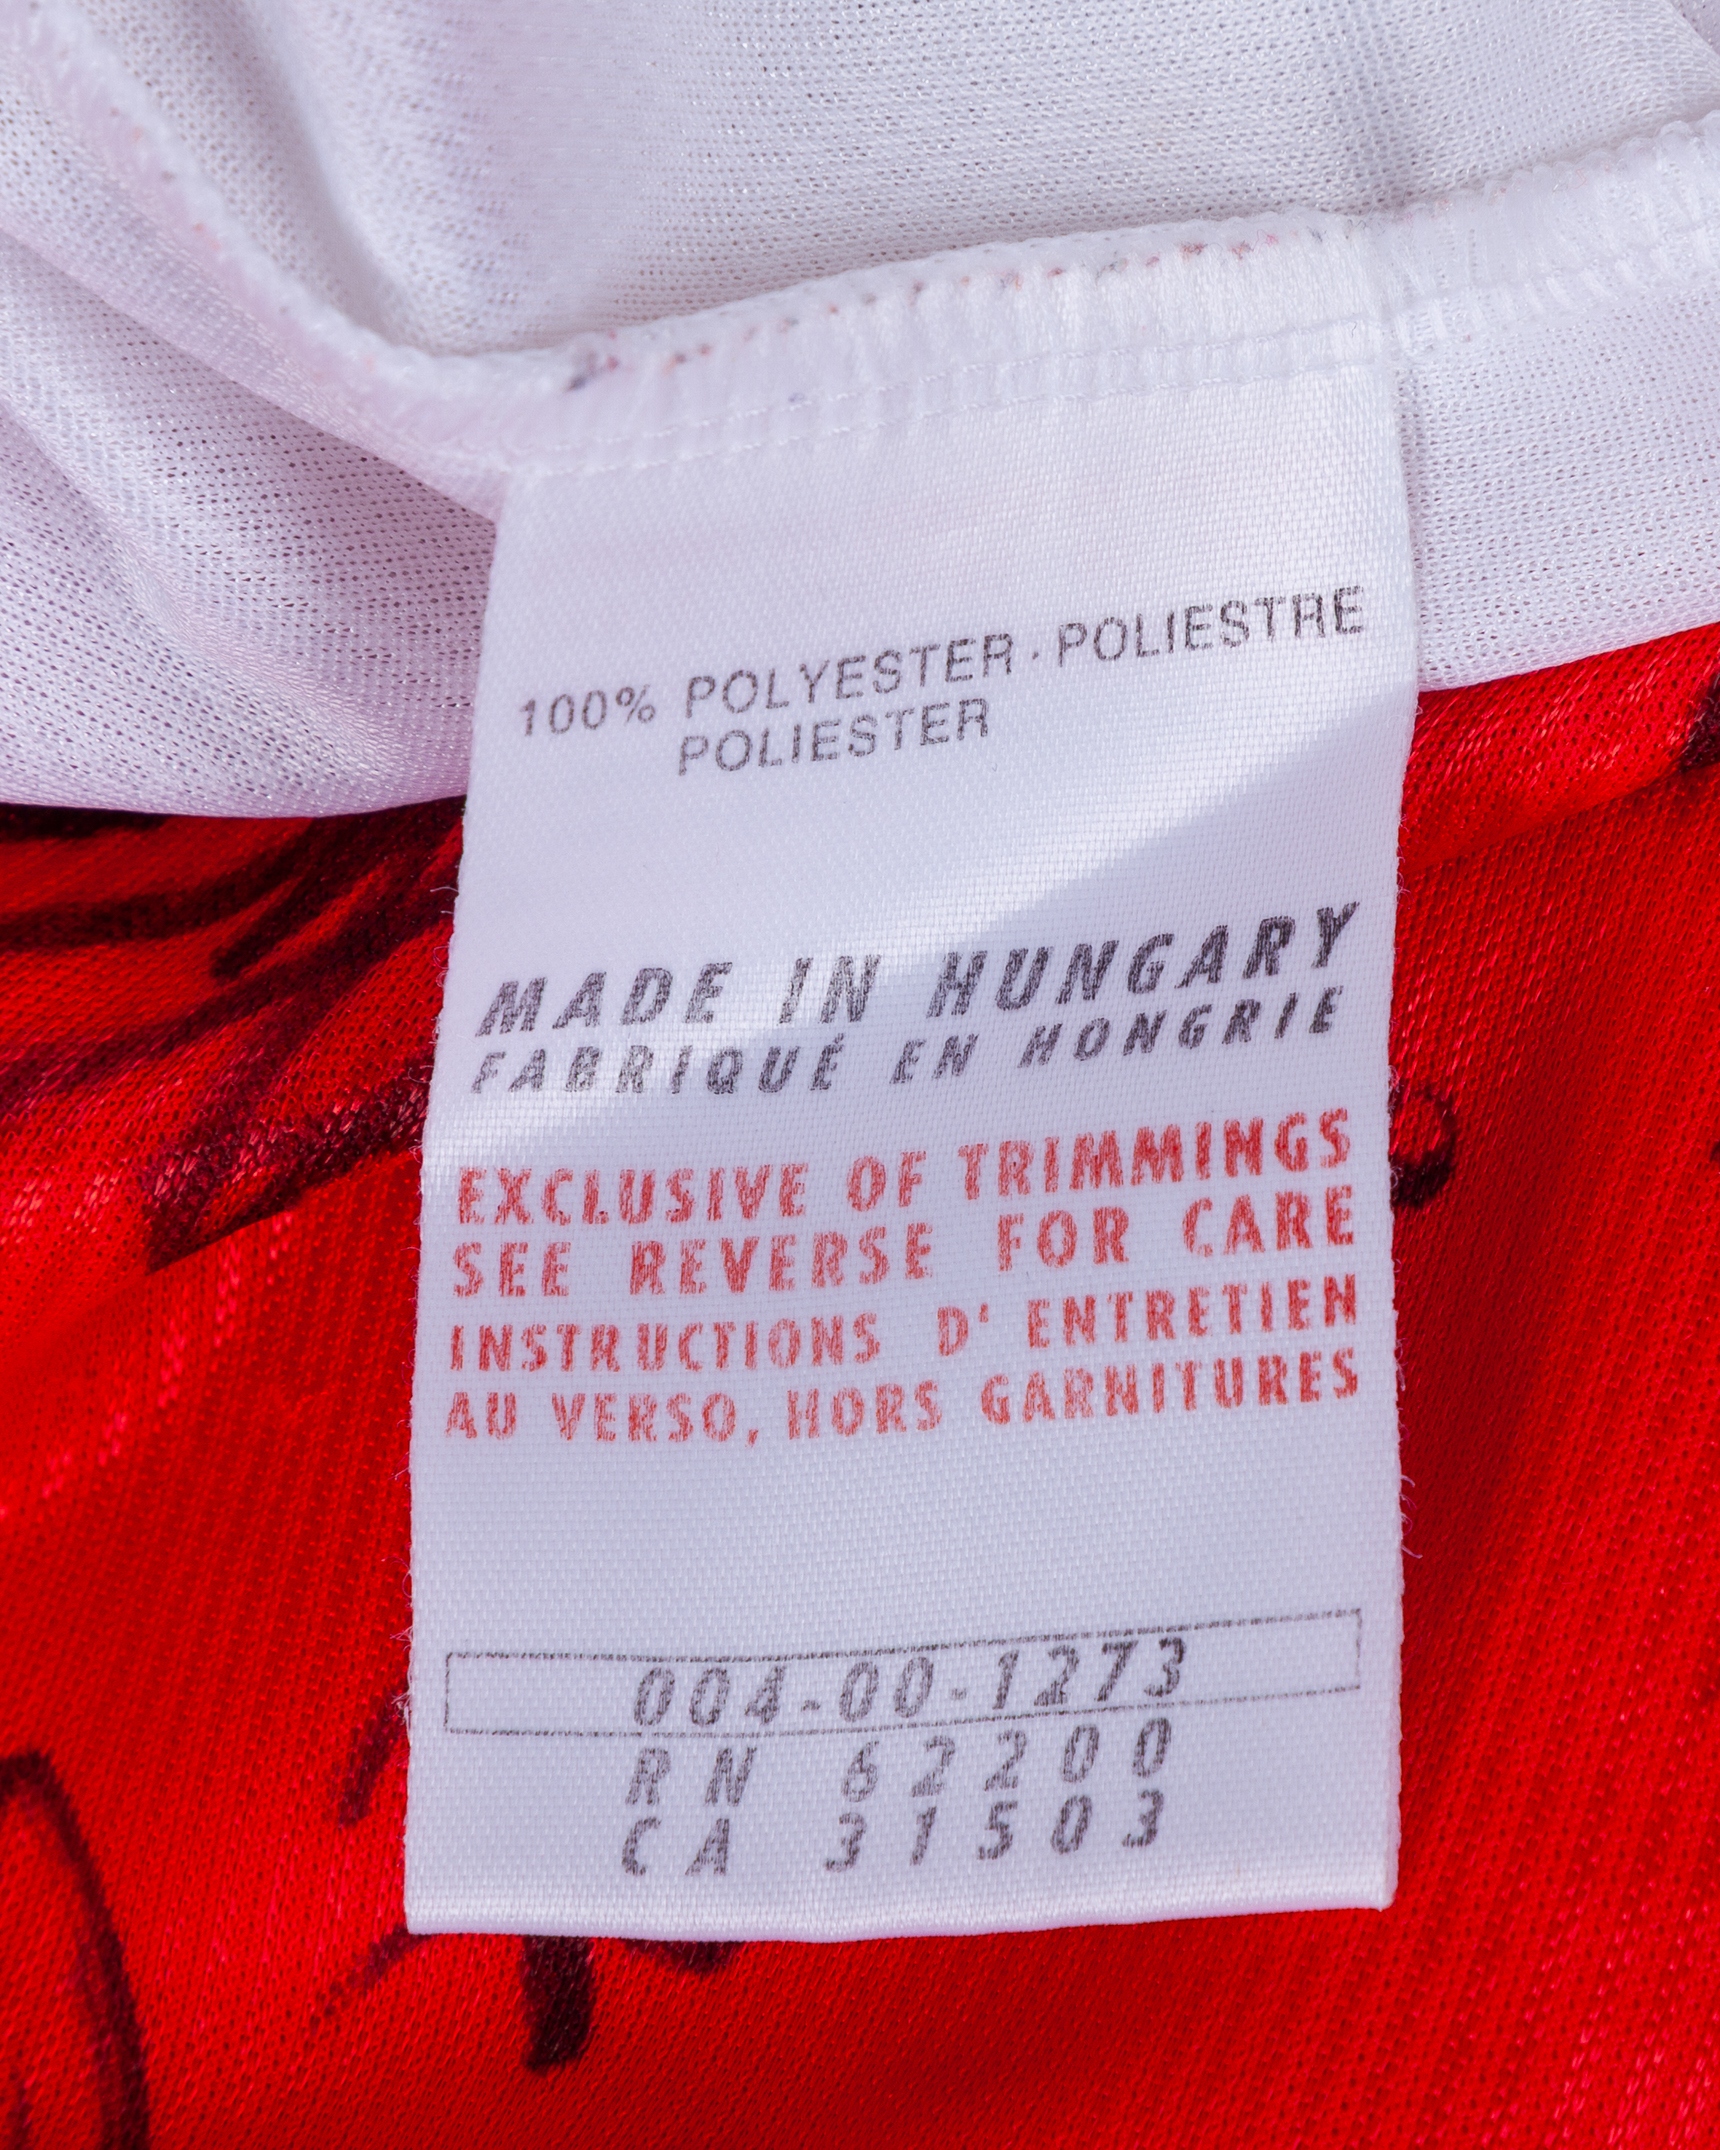 100% POLYESTER · POLIESTRE
POLIESTER
MADE IN HUNGARY
FABRIQUÉ EN HONGRIE
EXCLUSIVE OF TRIMMINGS
SEE REVERSE FOR CARE
INSTRUCTIONS D' ENTRETIEN
AU VERSO, HORS GARNITURES
004-00-1273
RN 62200
CA 31503